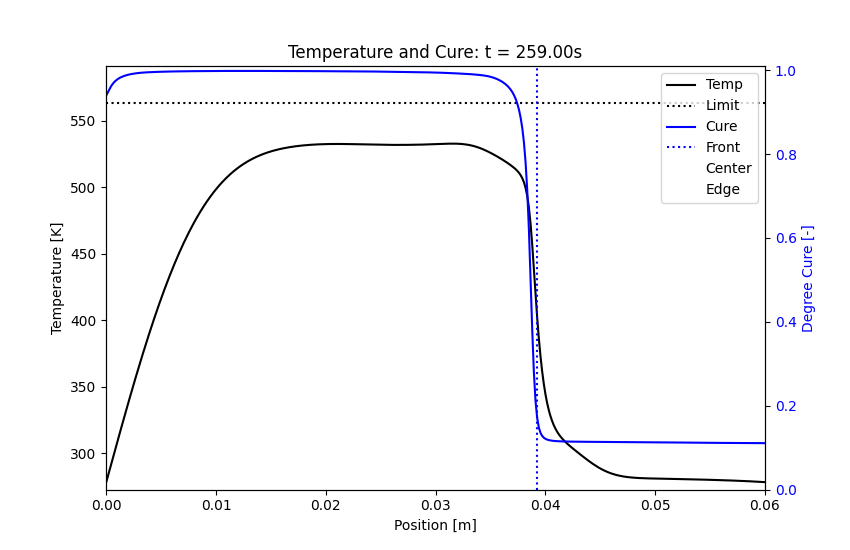 Temperature and Cure: t = 259.00s
Temp
Limit
Cure
Front
Center
Edge
Temperature [K]
550
500
450
400
350
300
1.0
0.8
0.6
0.4
0.2
0.0
Degree Cure [-]
0.00 0.01 0.02 0.03 0.04 0.05 0.06
Position [m]